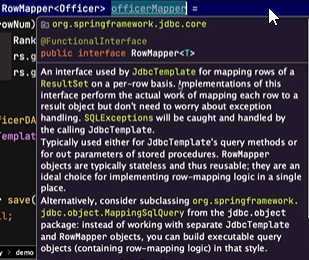 RowMapper<Officer> officerMapper =
rowNum)
org.springframework.jdbc.core
Rank
rs.g
rs.g
@FunctionalInterface
public interface RowMapper<T>
An interface used by JdbcTemplate for mapping rows of a
ResultSet on a per-row basis. Implementations of this
interface perform the actual work of mapping each row to a
result object but don't need to worry about exception
handling. SQLExceptions will be caught and handled by
the calling JdbcTemplate.
Typically used either for JdbcTemplate's query methods or
for out parameters of stored procedures. RowMapper
objects are typically stateless and thus reusable; they are an
ideal choice for implementing row-mapping logic in a single
place.
Alternatively, consider subclassing org.springframework.
jdbc.object.MappingSqlQuery from the jdbc.object
package: instead of working with separate JdbcTemplate
and RowMapper objects, you can build executable query
objects (containing row-mapping logic) in that style.
ficerDA
Templat
save(
l;
demo